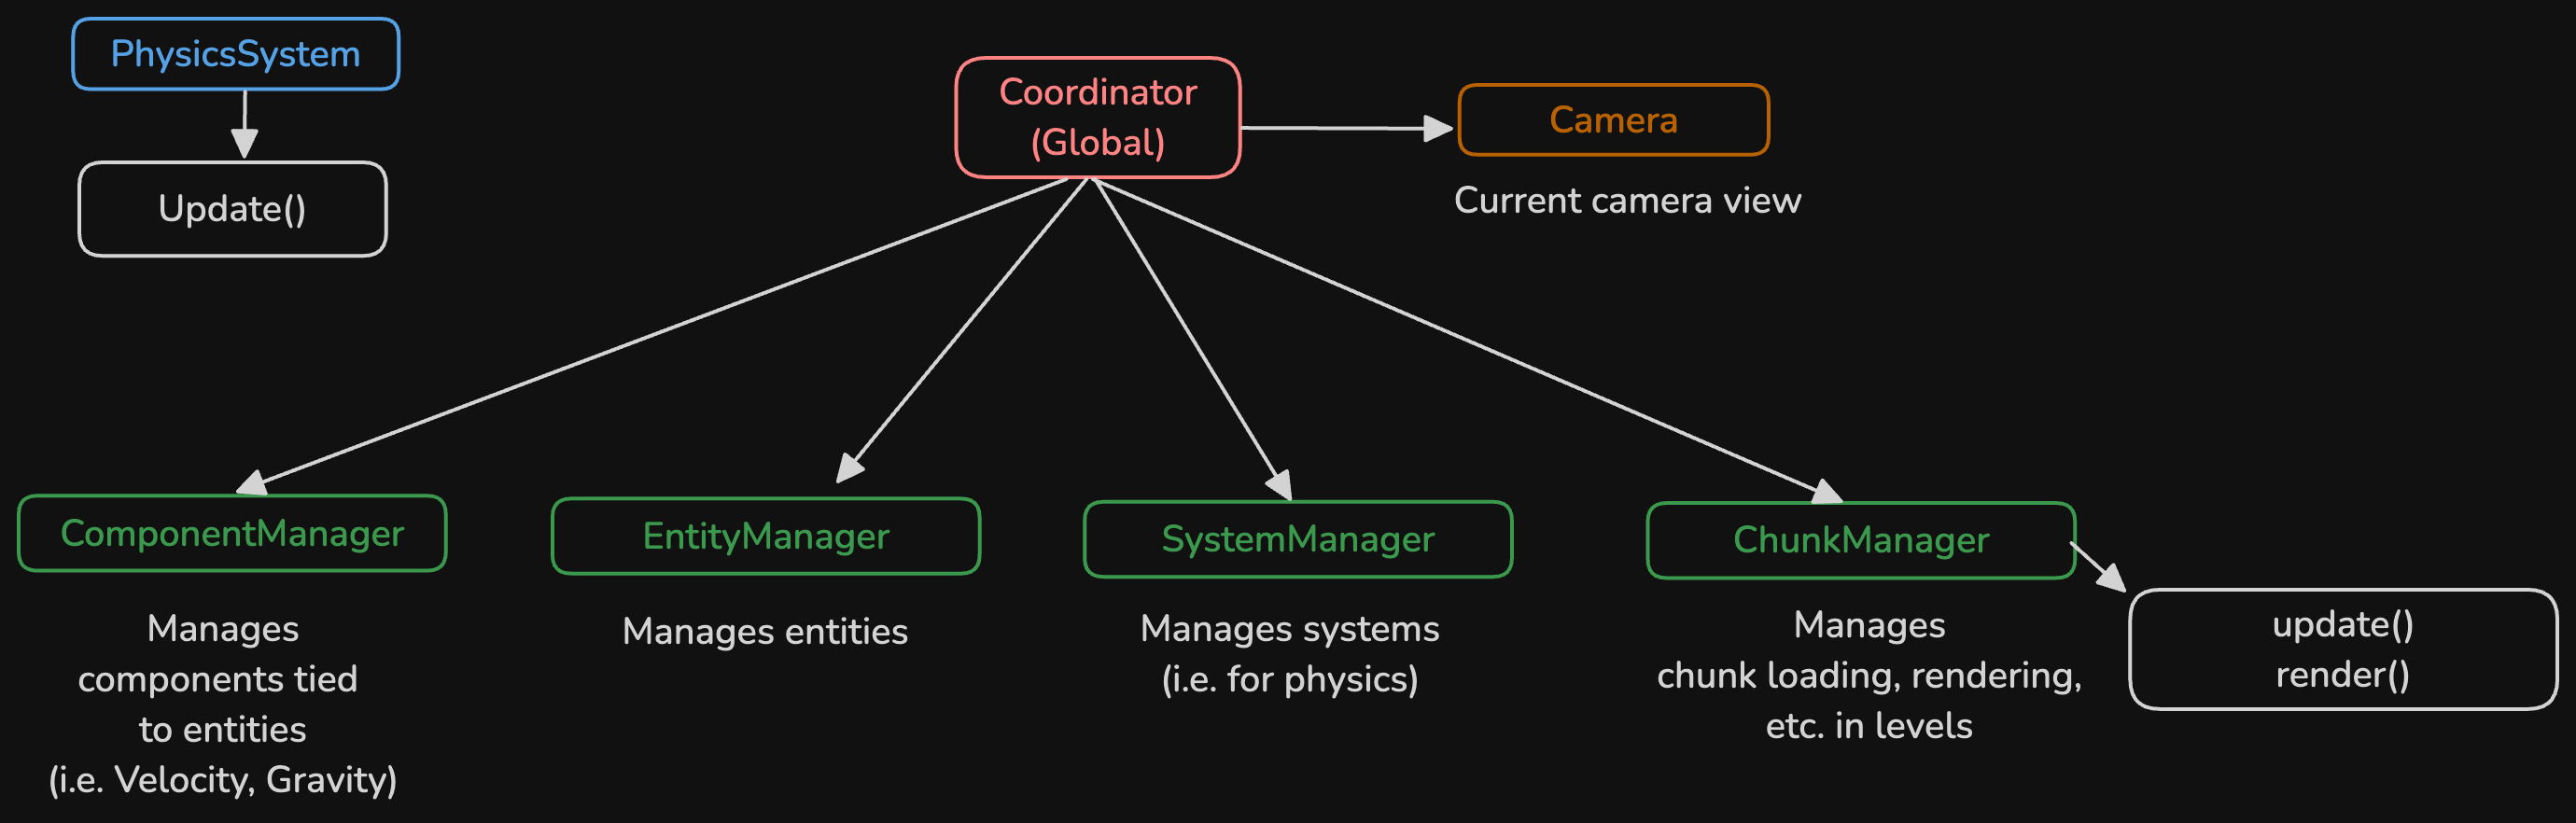 PhysicsSystem
Update()
Coordinator
(Global)
Camera
Current camera view
ComponentManager
Manages
components tied
to entities
(i.e. Velocity, Gravity)
EntityManager
Manages entities
SystemManager
Manages systems
(i.e. for physics)
ChunkManager
Manages
chunk loading, rendering,
etc. in levels
update()
render()